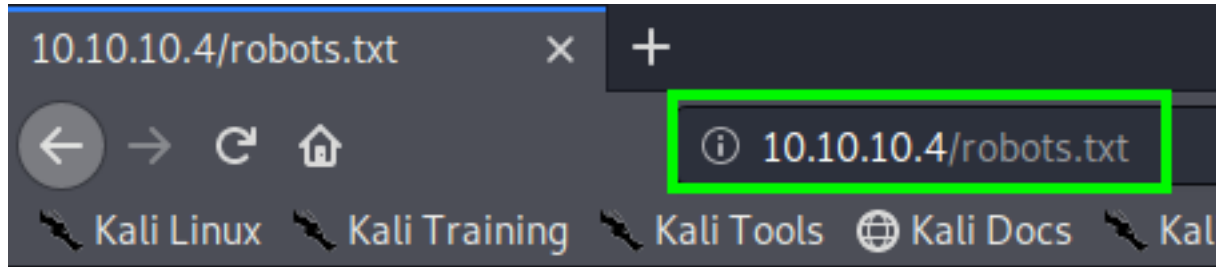 10.10.10.4/robots.txt
10.10.10.4/robots.txt
Kali Linux Kali Training Kali Tools Kali Docs Kal